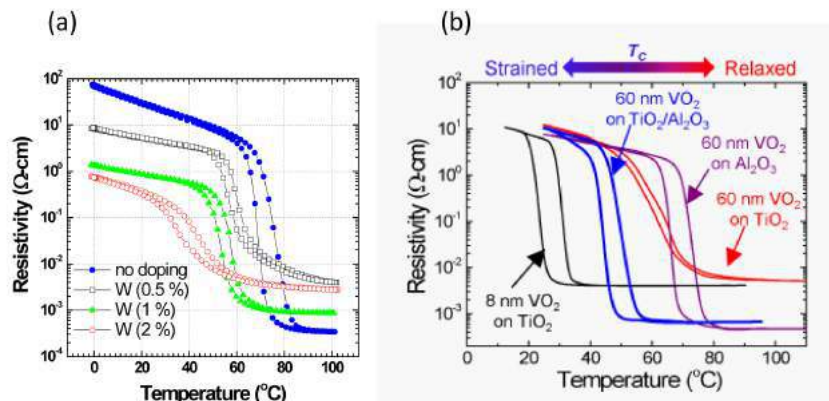 (a)
Resistivity (Ω·cm)
10²
10¹
10⁰
10⁻¹
10⁻²
10⁻³
10⁻⁴
no doping
W (0.5 %)
W (1 %)
W (2 %)
0 20 40 60 80 100
Temperature (°C)
(b)
T_C
Strained
Relaxed
Resistivity (Ω·cm)
10²
10¹
10⁰
10⁻¹
10⁻²
10⁻³
60 nm VO₂
on TiO₂/Al₂O₃
60 nm VO₂
on Al₂O₃
60 nm VO₂
on TiO₂
8 nm VO₂
on TiO₂
0 20 40 60 80 100
Temperature (°C)